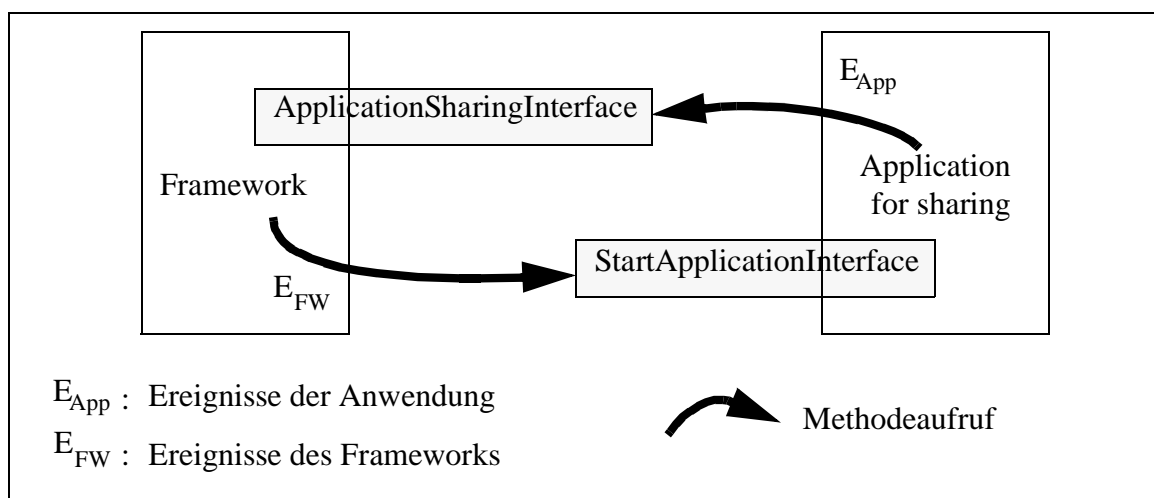 E_App
ApplicationSharingInterface
Framework
Application
for sharing
StartApplicationInterface
E_FW
E_App : Ereignisse der Anwendung
E_FW : Ereignisse des Frameworks
Methodeaufruf